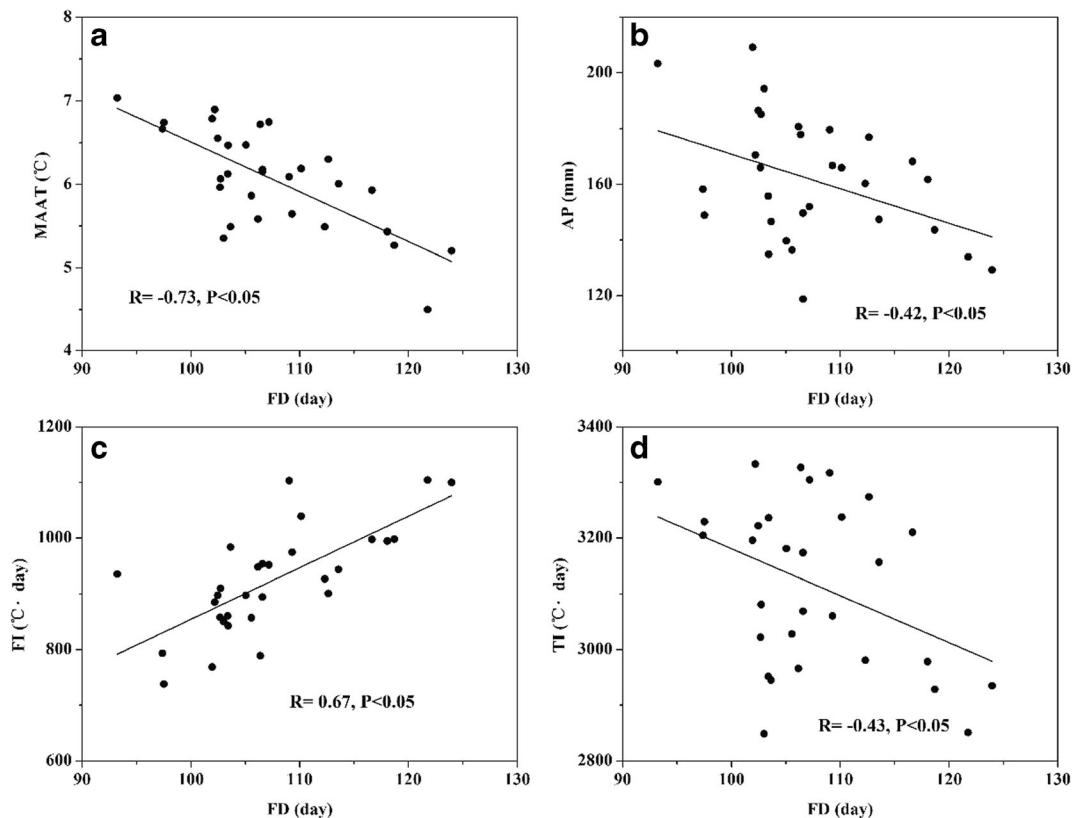 a
8
7
6
5
4
MAAT (℃)
R= -0.73, P<0.05
90 100 110 120 130
FD (day)
b
200
160
120
AP (mm)
R= -0.42, P<0.05
90 100 110 120 130
FD (day)
c
1200
1000
800
600
FI (℃· day)
R= 0.67, P<0.05
90 100 110 120 130
FD (day)
d
3400
3200
3000
2800
TI (℃· day)
R= -0.43, P<0.05
90 100 110 120 130
FD (day)